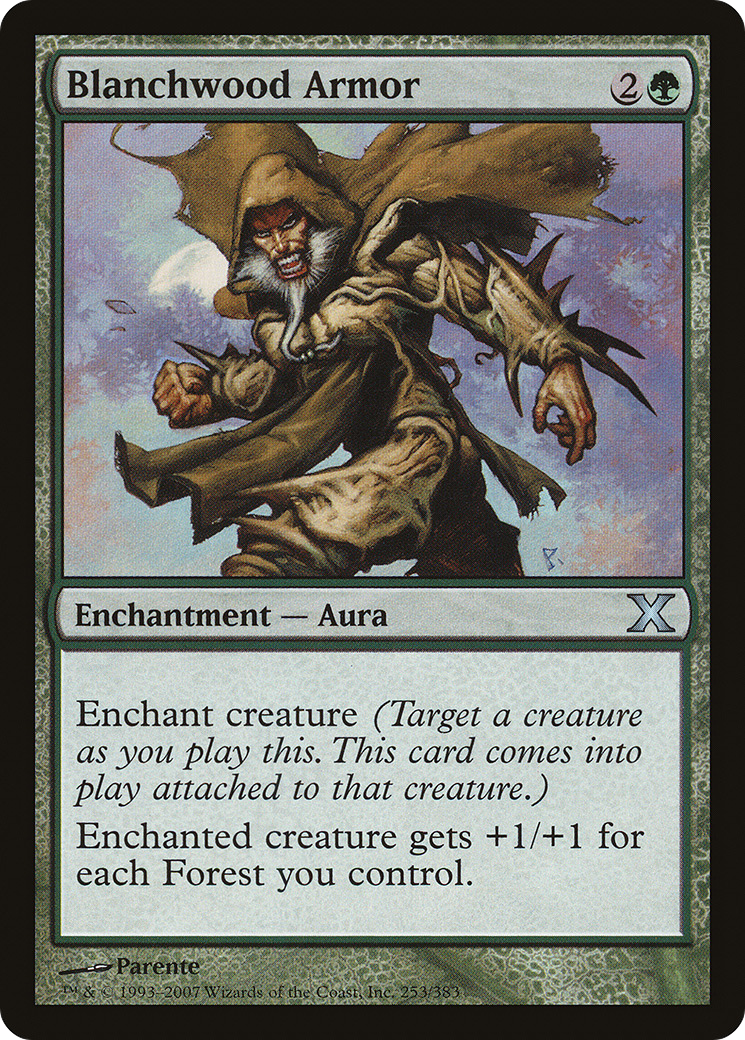 Blanchwood Armor 2
P.
Enchantment — Aura X
Enchant creature (Target a creature
as you play this. This card comes into
play attached to that creature.)
Enchanted creature gets +1/+1 for
each Forest you control.
Parente
™ & © 1993–2007 Wizards of the Coast, Inc. 253/383